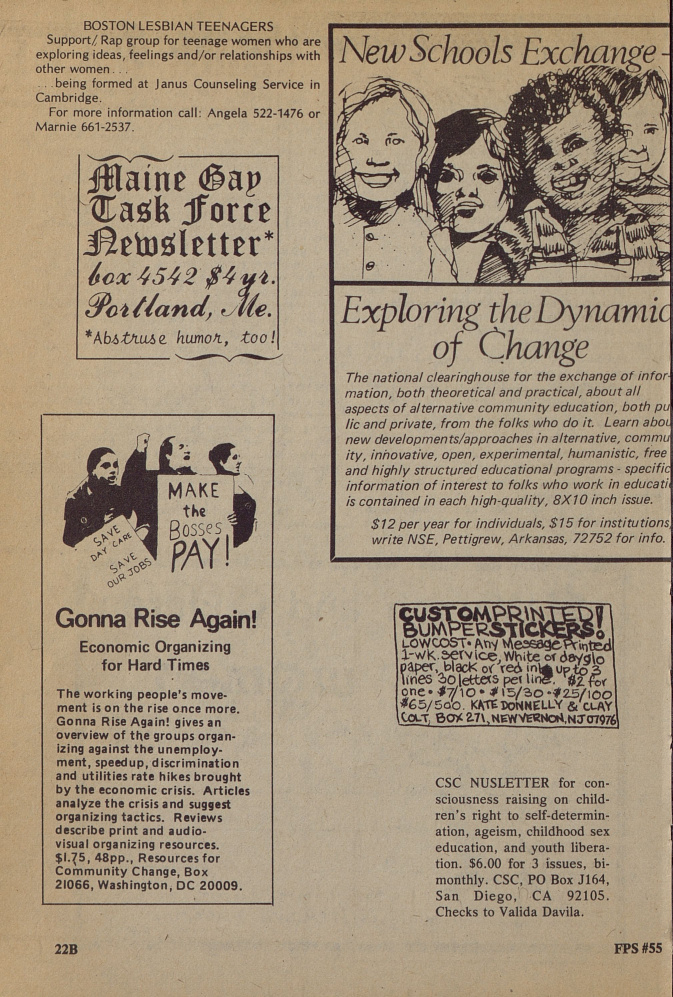 BOSTON LESBIAN TEENAGERS
Support/ Rap group for teenage women who are
exploring ideas, feelings and/or relationships with
other women . . .
. . . .being formed at Janus Counseling Service in
Cambridge.
For more information call: Angela 522-1476 or
Marnie 661-2537.
Maine Gay
Task Force
Newsletter*
box 4542 $4 yr.
Portland, Me.
*Abstruse humor, too!
MAKE
the
Bosses
PAY!
SAVE
DAY CARE
SAVE
OUR JOBS
Gonna Rise Again!
Economic Organizing
for Hard Times
The working people's move-
ment is on the rise once more.
Gonna Rise Again! gives an
overview of the groups organ-
izing against the unemploy-
ment, speedup, discrimination
and utilities rate hikes brought
by the economic crisis. Articles
analyze the crisis and suggest
organizing tactics. Reviews
describe print and audio-
visual organizing resources.
$1.75, 48pp., Resources for
Community Change, Box
21066, Washington, DC 20009.
New Schools Exchange -
Exploring the Dynamic
of Change
The national clearinghouse for the exchange of infor-
mation, both theoretical and practical, about all
aspects of alternative community education, both pu
lic and private, from the folks who do it. Learn abou
new developments/approaches in alternative, commu
ity, innovative, open, experimental, humanistic, free
and highly structured educational programs - specific
information of interest to folks who work in educati
is contained in each high-quality, 8X10 inch issue.
$12 per year for individuals, $15 for institutions,
write NSE, Pettigrew, Arkansas, 72752 for info.
CUSTOM PRINTED!
BUMPER STICKERS!
LOW COST • Any Message Printed
1-wk. service, White or dayglo
paper, black or red ink, up to 3
lines 30 letters per line. $2 for
one • $7/10 • $15/30 • $25/100
$65/500. KATE DONNELLY & CLAY
COLT, BOX 271, NEW VERNON, NJ 07976
CSC NUSLETTER for con-
sciousness raising on child-
ren's right to self-determin-
ation, ageism, childhood sex
education, and youth libera-
tion. $6.00 for 3 issues, bi-
monthly. CSC, PO Box J164,
San Diego, CA 92105.
Checks to Valida Davila.
22B
FPS #55